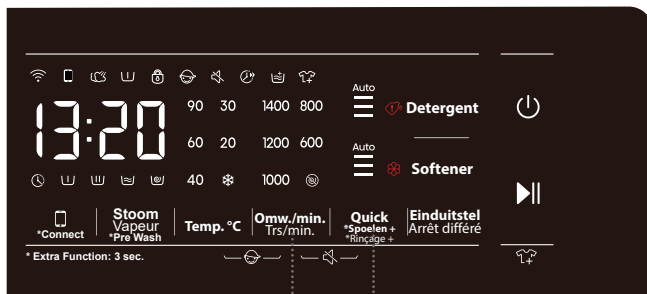 Auto
90 30 1400 800
Detergent
13:20
60 20 1200 600
Auto
Softener
40 1000
*Connect
Stoom
Vapeur
*Pre Wash
Temp. °C
Omw./min.
Trs/min.
Quick
*Spoelen +
*Rinçage +
Einduitstel
Arrêt différé
* Extra Function: 3 sec.